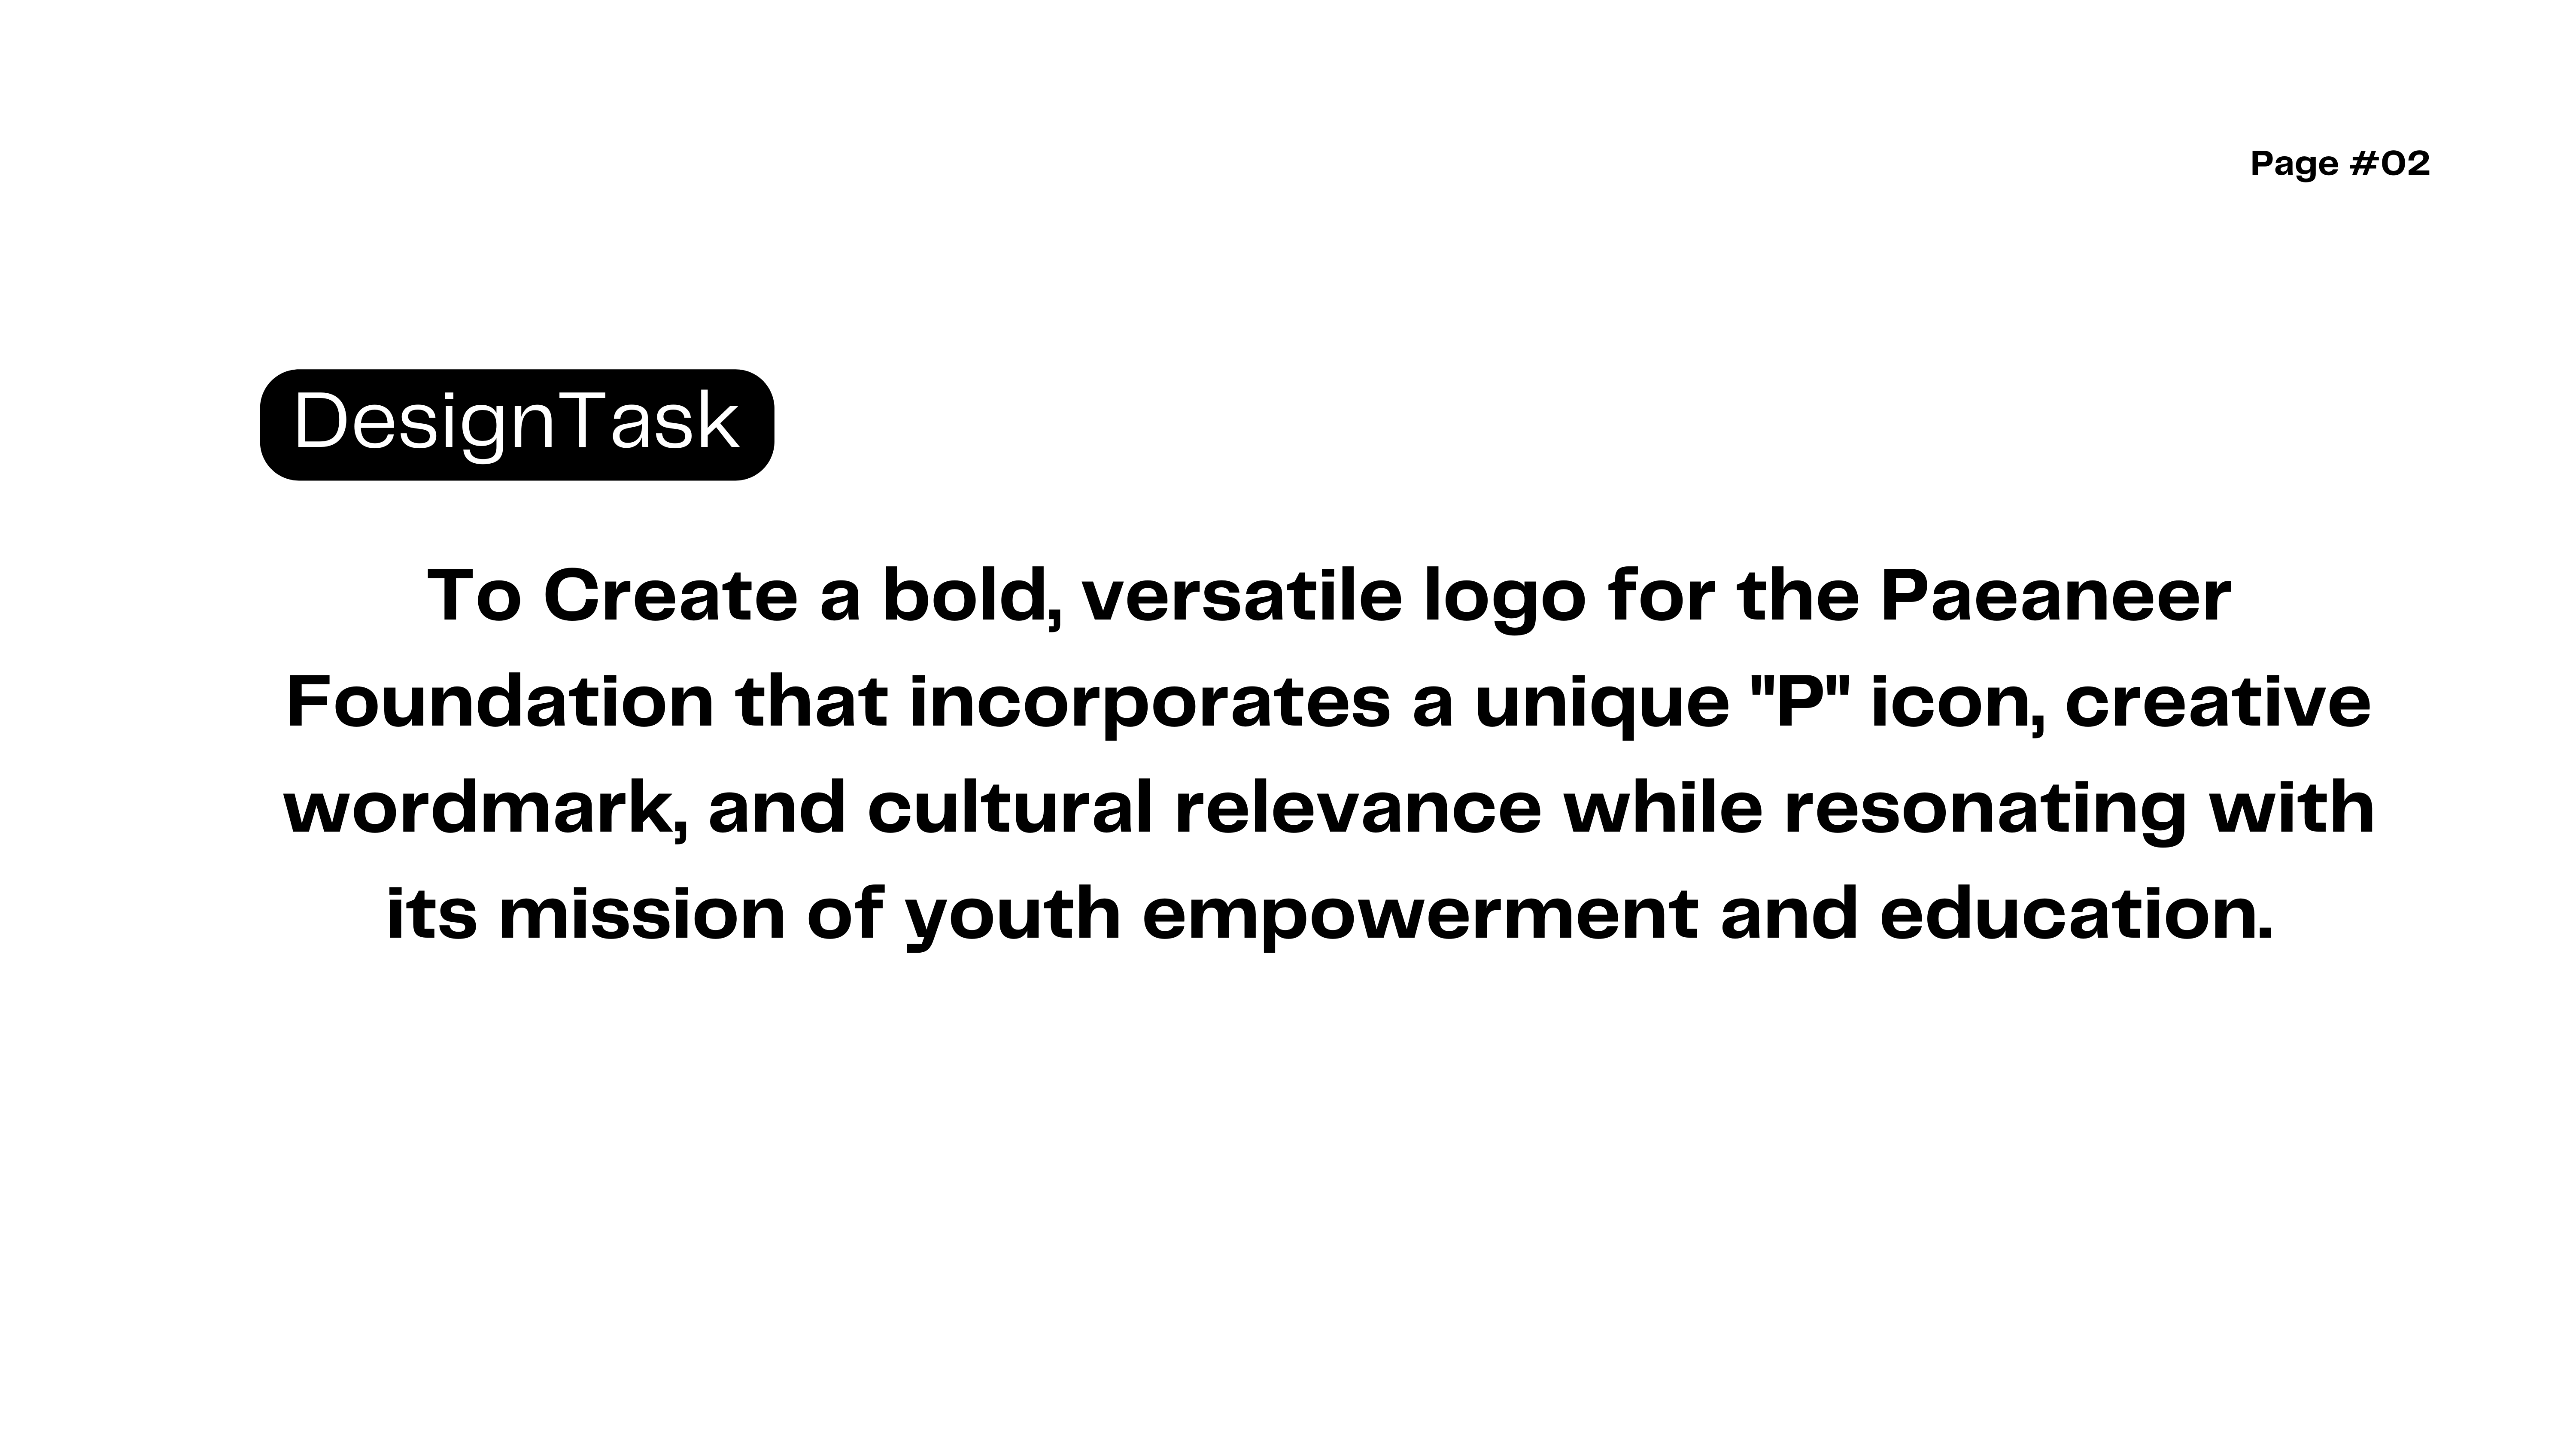 Page #02
DesignTask
To Create a bold, versatile logo for the Paeaneer
Foundation that incorporates a unique "P" icon, creative
wordmark, and cultural relevance while resonating with
its mission of youth empowerment and education.